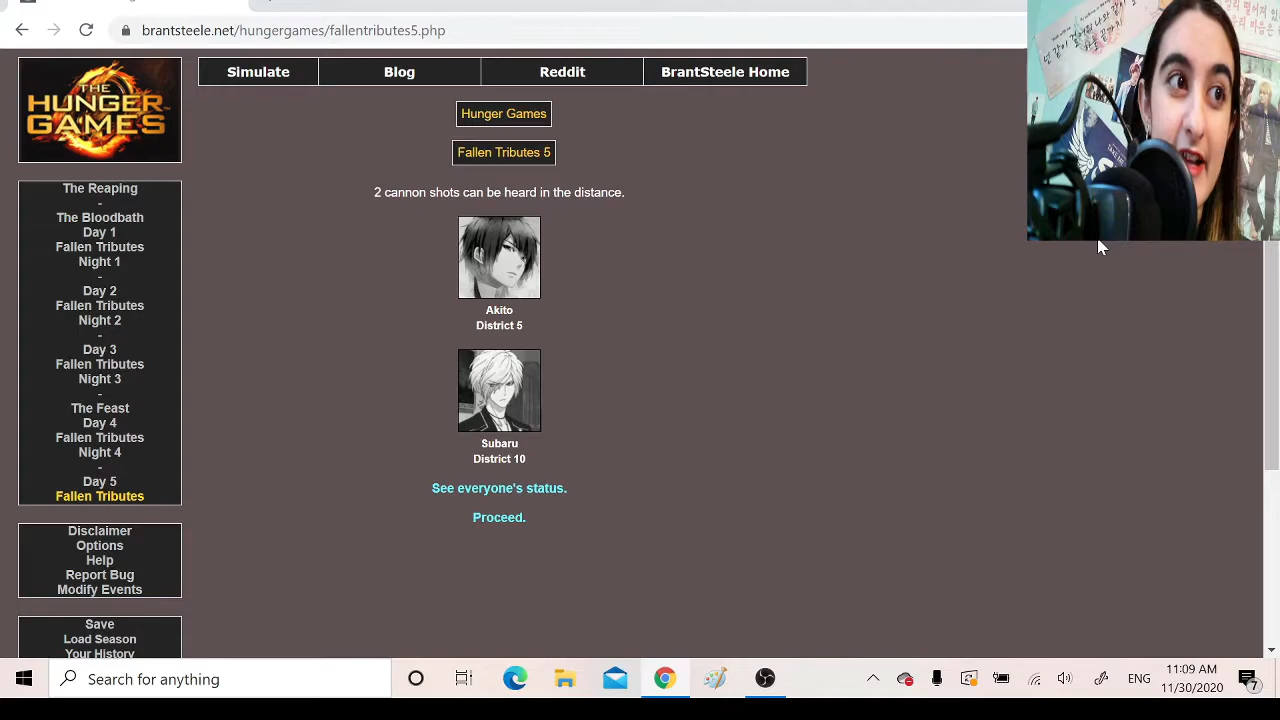 brantsteele.net/hungergames/fallentributes5.php
THE
HUNGER
GAMES
Simulate
Blog
Reddit
BrantSteele Home
Hunger Games
Fallen Tributes 5
2 cannon shots can be heard in the distance.
Akito
District 5
Subaru
District 10
See everyone's status.
Proceed.
The Reaping
-
The Bloodbath
Day 1
Fallen Tributes
Night 1
-
Day 2
Fallen Tributes
Night 2
-
Day 3
Fallen Tributes
Night 3
-
The Feast
Day 4
Fallen Tributes
Night 4
-
Day 5
Fallen Tributes
Disclaimer
Options
Help
Report Bug
Modify Events
Save
Load Season
Your History
Search for anything
ENG
11:09 AM
11/30/2020
7